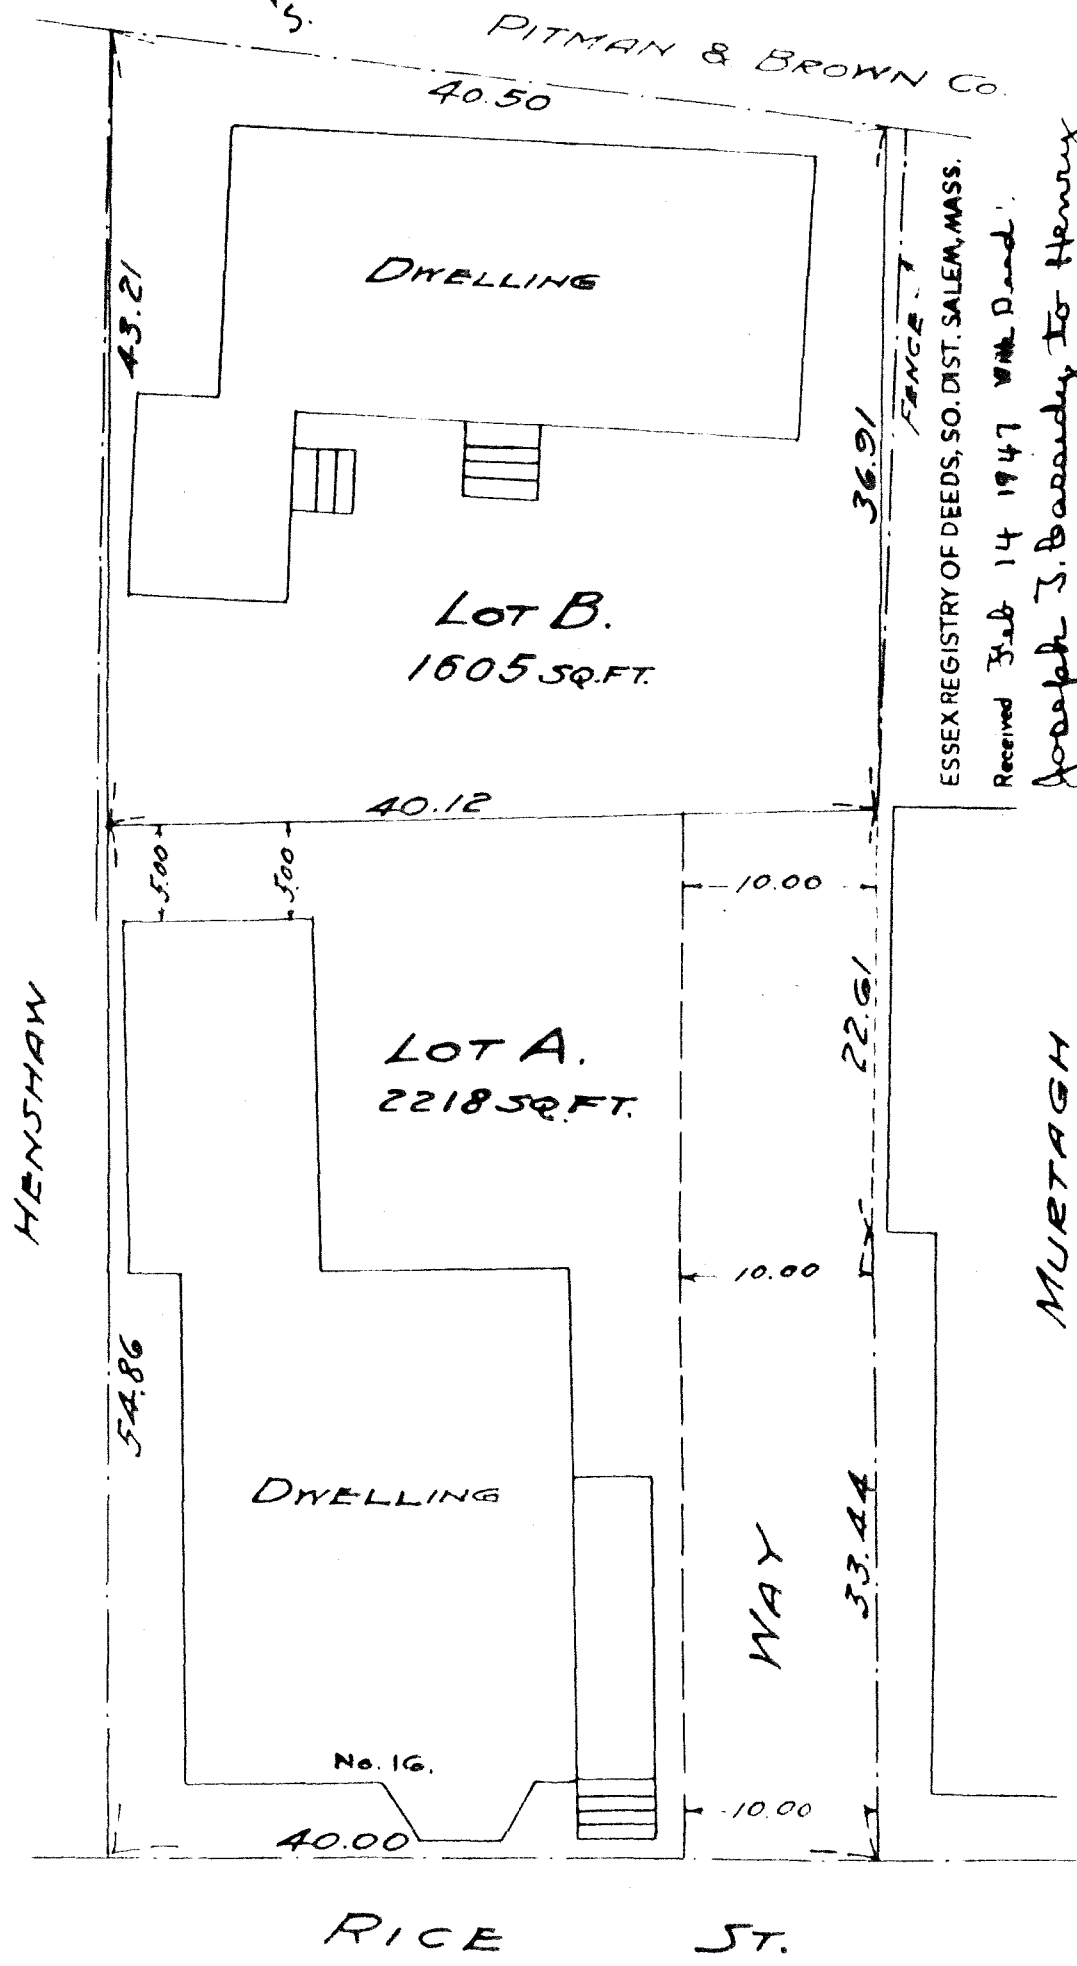 S.
PITMAN & BROWN CO.
40.50
DWELLING
43.21
36.91
FENCE
ESSEX REGISTRY OF DEEDS, SO. DIST. SALEM, MASS.
Received Feb 14 1947 With Deed
Joseph to Henry
LOT B.
1605 SQ.FT.
40.12
5.00
5.00
10.00
22.61
LOT A.
2218 SQ.FT.
HENSHAW
MURTAGH
10.00
54.86
DWELLING
33.44
WAY
No. 16.
10.00
40.00
RICE ST.